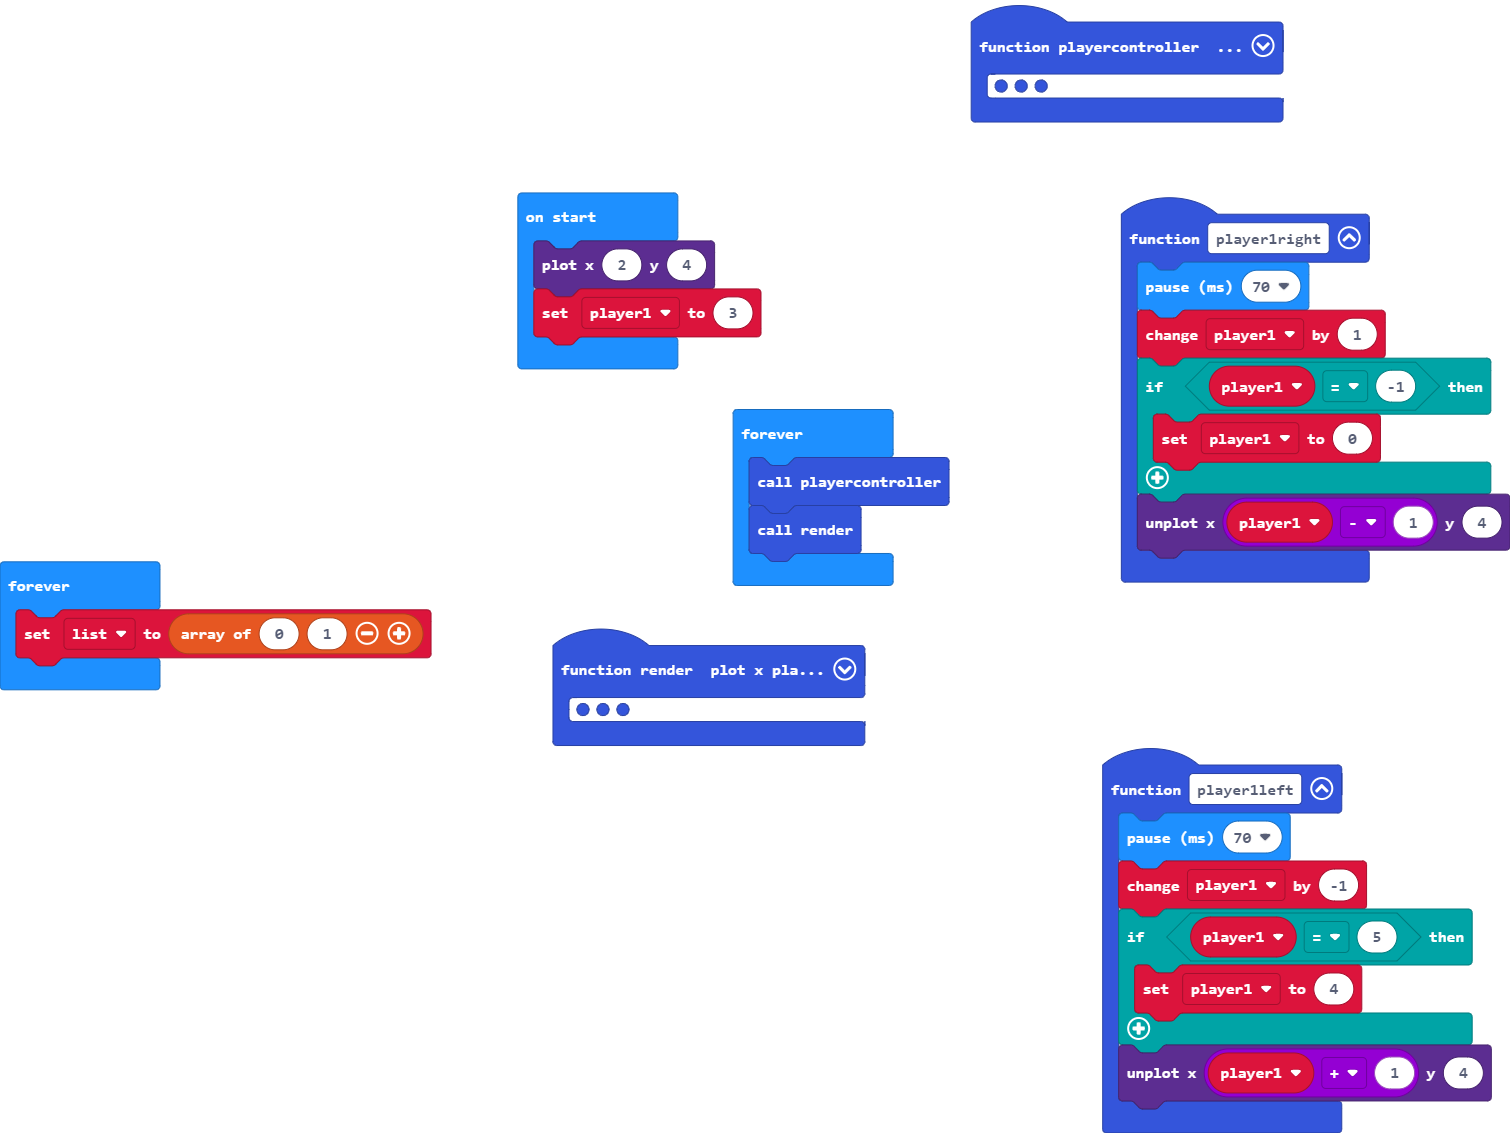 function playercontroller ...
on start
plot x 2 y 4
set player1 to 3
function player1right
pause (ms) 70
change player1 by 1
if player1 = -1 then
set player1 to 0
unplot x player1 - 1 y 4
forever
call playercontroller
call render
forever
set list to array of 0 1
function render plot x pla...
function player1left
pause (ms) 70
change player1 by -1
if player1 = 5 then
set player1 to 4
unplot x player1 + 1 y 4